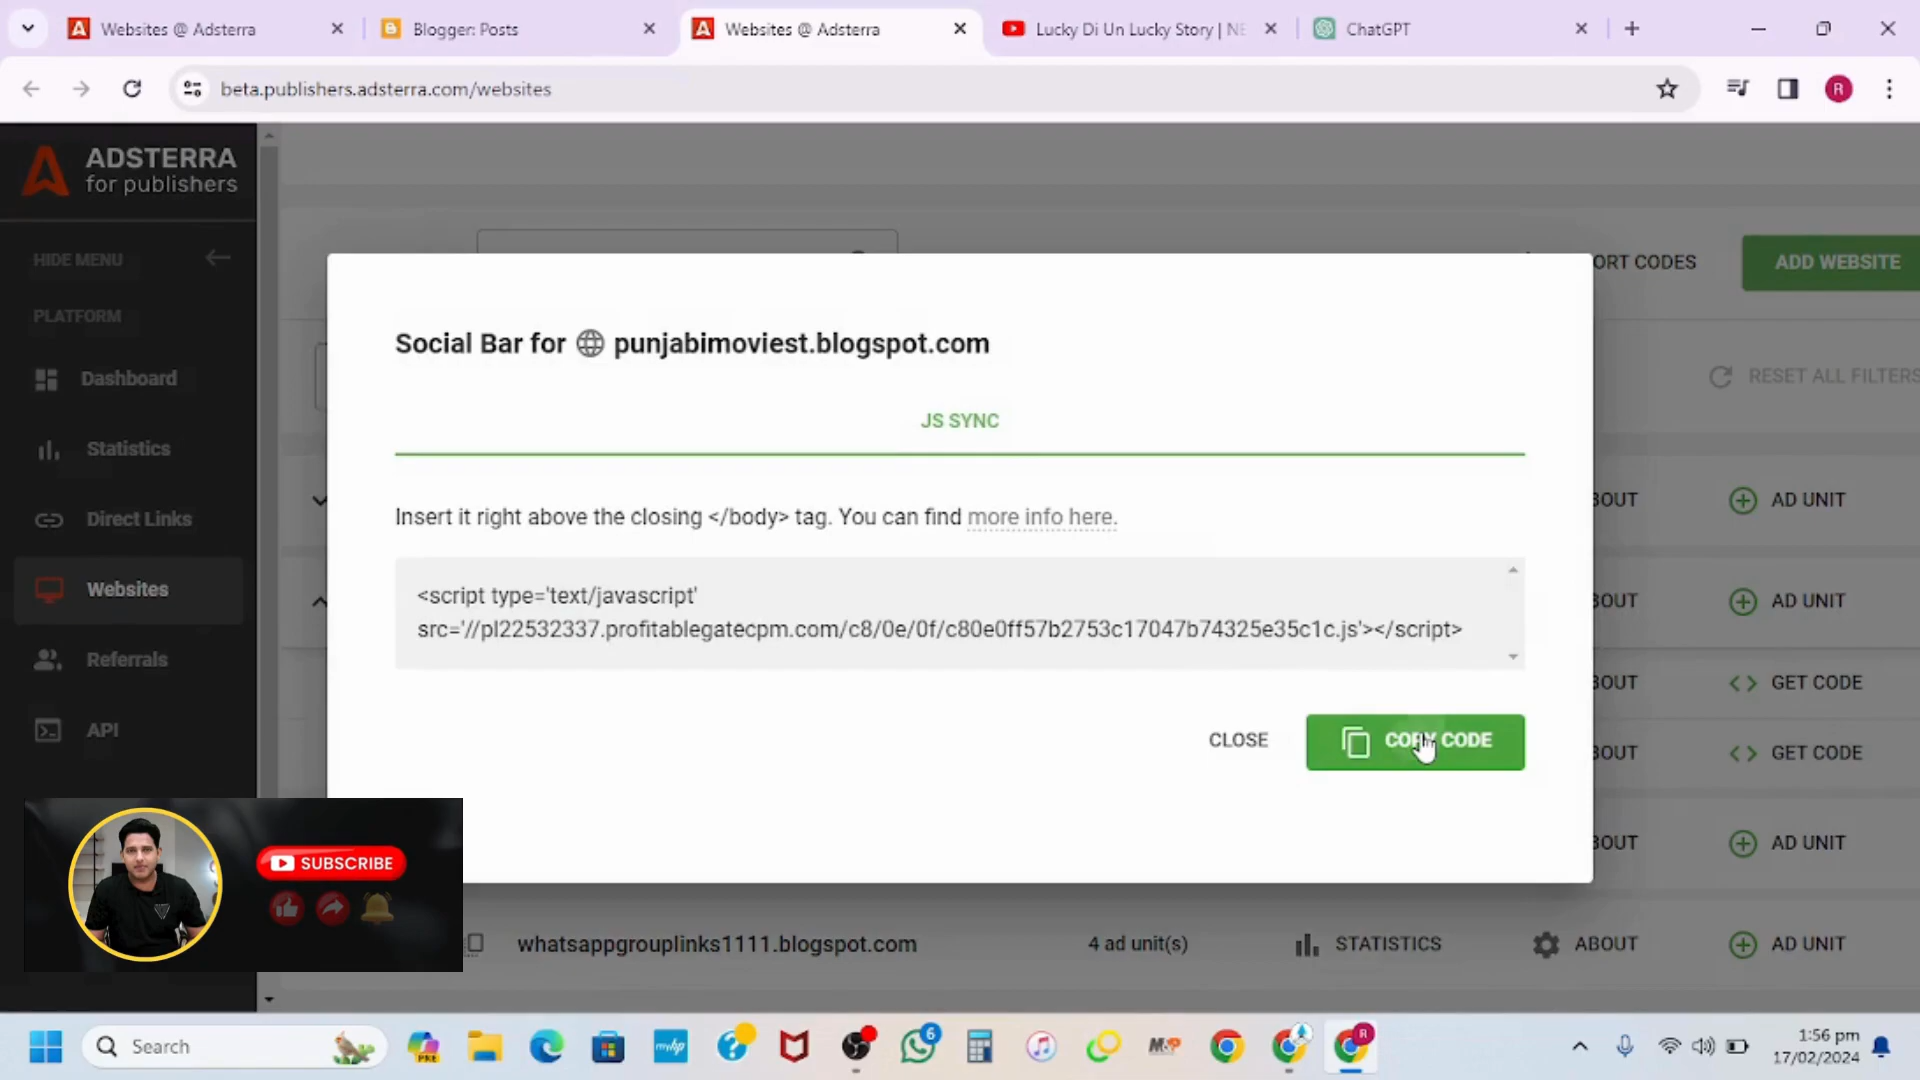 Websites @ Adsterra
Blogger: Posts
Websites @ Adsterra
Lucky Di Un Lucky Story | NE
ChatGPT
beta.publishers.adsterra.com/websites
R
ADSTERRA
for publishers
HIDE MENU
PLATFORM
Dashboard
Statistics
Direct Links
Websites
Referrals
API
ORT CODES
ADD WEBSITE
RESET ALL FILTERS
Social Bar for punjabimoviest.blogspot.com
JS SYNC
Insert it right above the closing </body> tag. You can find more info here.
<script type='text/javascript'
src='//pl22532337.profitablegatecpm.com/c8/0e/0f/c80e0ff57b2753c17047b74325e35c1c.js'></script>
CLOSE
COPY CODE
BOUT
AD UNIT
BOUT
AD UNIT
BOUT
GET CODE
BOUT
GET CODE
BOUT
AD UNIT
SUBSCRIBE
whatsappgrouplinks1111.blogspot.com
4 ad unit(s)
STATISTICS
ABOUT
AD UNIT
Search
PRE
myhp
6
R
1:56 pm
17/02/2024